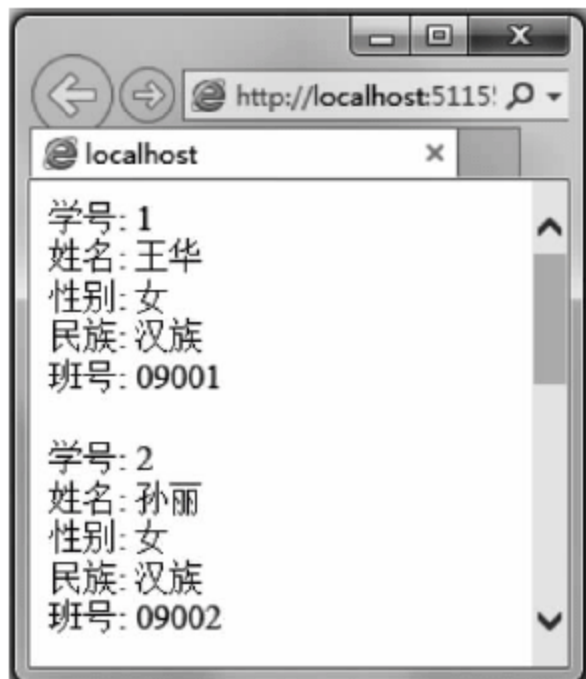 http://localhost:5115
localhost
学号: 1
姓名: 王华
性别: 女
民族: 汉族
班号: 09001
学号: 2
姓名: 孙丽
性别: 女
民族: 汉族
班号: 09002